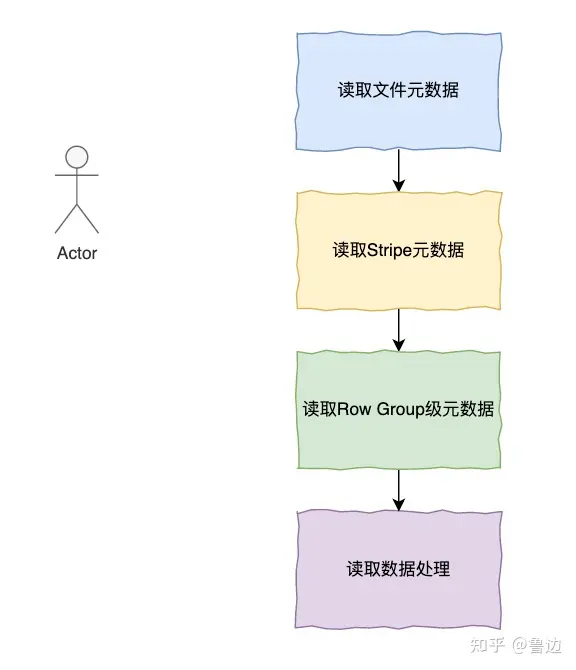 读取文件元数据
Actor
读取Stripe元数据
读取Row Group级元数据
读取数据处理
知乎 @鲁边